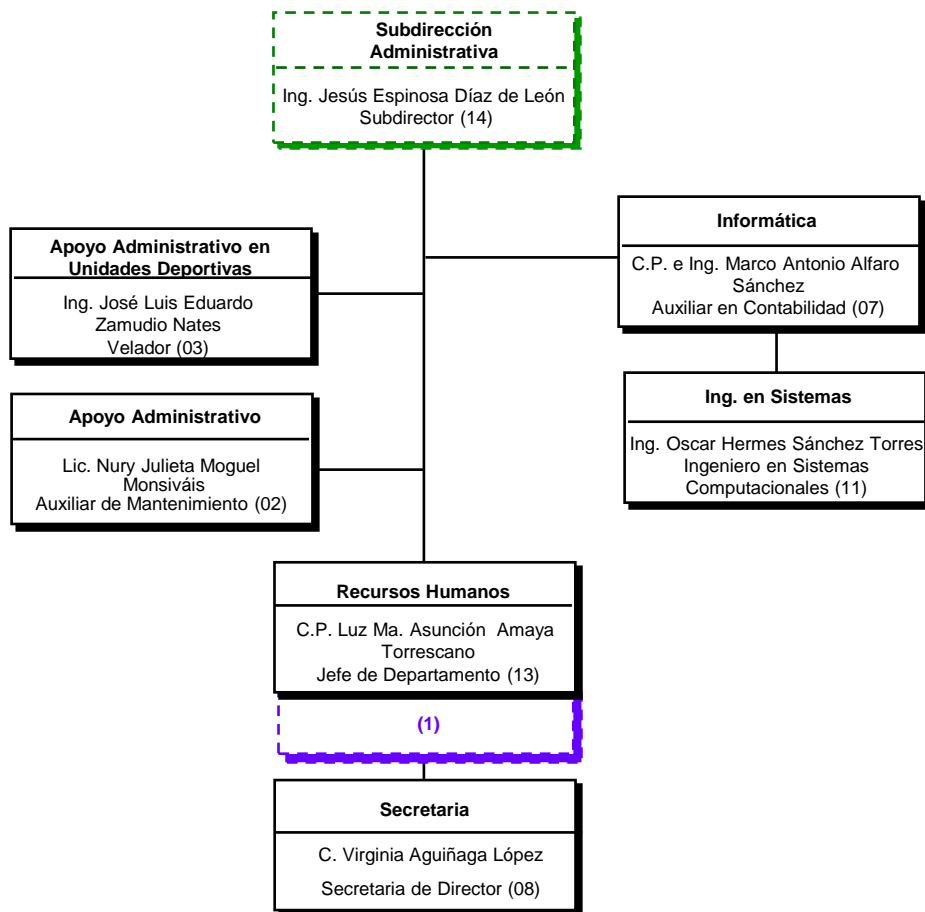 Subdirección
Administrativa
Ing. Jesús Espinosa Díaz de León
Subdirector (14)
Informática
C.P. e Ing. Marco Antonio Alfaro
Sánchez
Auxiliar en Contabilidad (07)
Apoyo Administrativo en
Unidades Deportivas
Ing. José Luis Eduardo
Zamudio Nates
Velador (03)
Ing. en Sistemas
Ing. Oscar Hermes Sánchez Torres
Ingeniero en Sistemas
Computacionales (11)
Apoyo Administrativo
Lic. Nury Julieta Moguel
Monsiváis
Auxiliar de Mantenimiento (02)
Recursos Humanos
C.P. Luz Ma. Asunción  Amaya
Torrescano
Jefe de Departamento (13)
(1)
Secretaria
C. Virginia Aguiñaga López
Secretaria de Director (08)